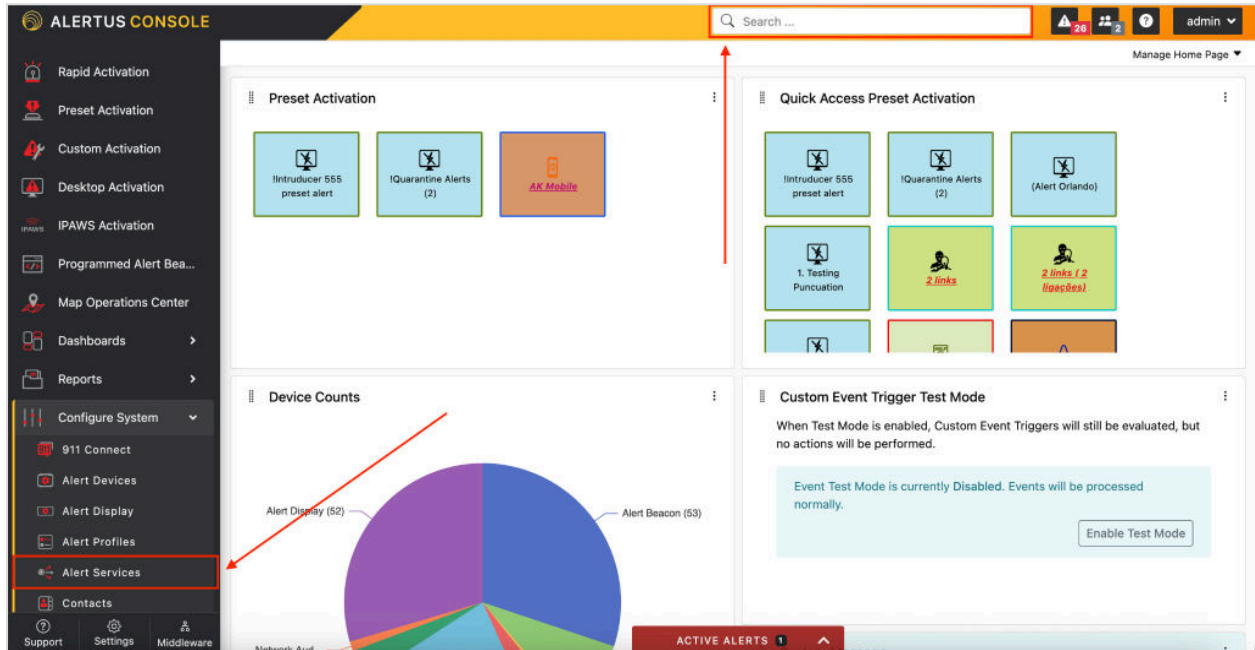 ALERTUS CONSOLE
Search ...
26
2
admin
Manage Home Page
Rapid Activation
Preset Activation
Custom Activation
Desktop Activation
IPAWS
IPAWS Activation
Programmed Alert Bea...
Map Operations Center
Dashboards
Reports
Configure System
911 Connect
Alert Devices
Alert Display
Alert Profiles
Alert Services
Contacts
Support
Settings
Middleware
Preset Activation
!Intruducer 555
preset alert
!Quarantine Alerts
(2)
AK Mobile
Quick Access Preset Activation
!Intruducer 555
preset alert
!Quarantine Alerts
(2)
(Alert Orlando)
1. Testing
Puncuation
2 links
2 links ( 2
ligações)
Device Counts
Alert Display (52)
Alert Beacon (53)
Network Aud
Custom Event Trigger Test Mode
When Test Mode is enabled, Custom Event Triggers will still be evaluated, but
no actions will be performed.
Event Test Mode is currently Disabled. Events will be processed
normally.
Enable Test Mode
ACTIVE ALERTS 1